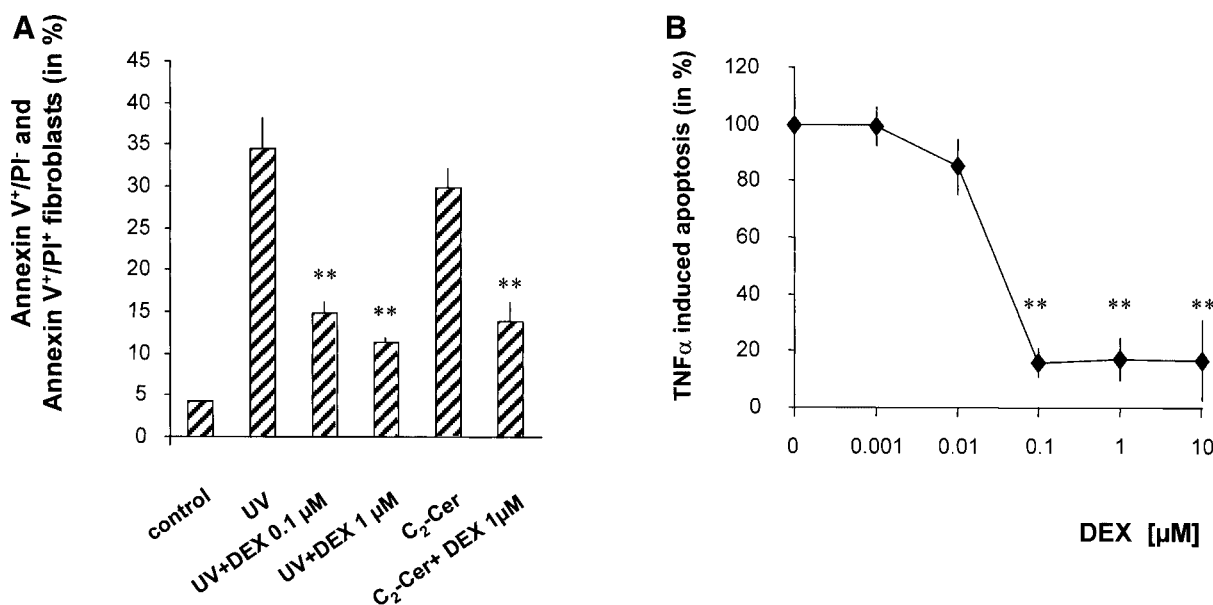 A
Annexin V⁺/PI⁻ and
Annexin V⁺/PI⁺ fibroblasts (in %)
45
40
35
30
25
20
15
10
5
0
**
**
**
control
UV
UV+DEX 0.1 µM
UV+DEX 1 µM
C₂-Cer
C₂-Cer+ DEX 1µM
B
TNFα induced apoptosis (in %)
120
100
80
60
40
20
0
**
**
**
0
0.001
0.01
0.1
1
10
DEX [µM]